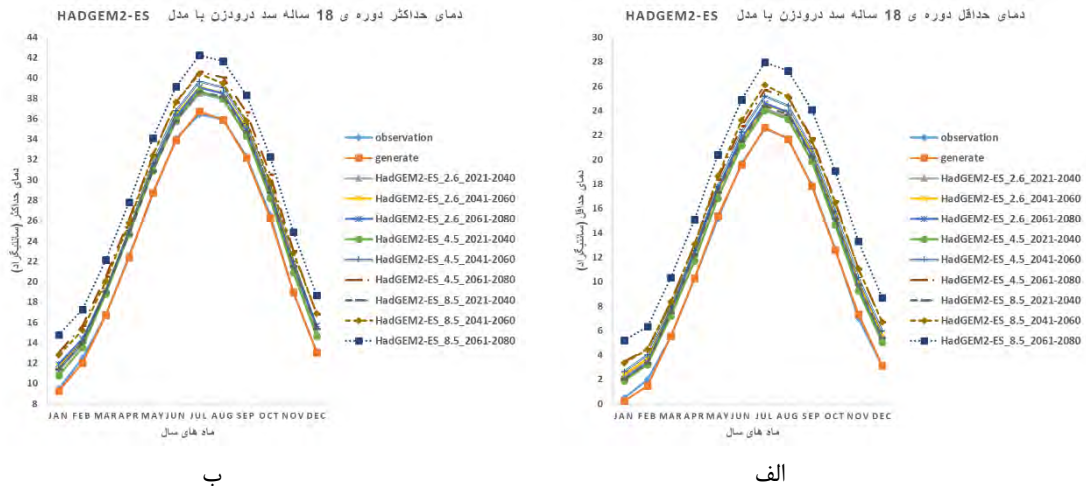 دمای حداقل دوره ی 18 ساله سد درودزن با مدل HADGEM2-ES
دمای حداقل (سانتیگراد)
30
28
26
24
22
20
18
16
14
12
10
8
6
4
2
0
JAN FEB MAR APR MAY JUN JUL AUG SEP OCT NOV DEC
ماه های سال
observation
generate
HadGEM2-ES_2.6_2021-2040
HadGEM2-ES_2.6_2041-2060
HadGEM2-ES_2.6_2061-2080
HadGEM2-ES_4.5_2021-2040
HadGEM2-ES_4.5_2041-2060
HadGEM2-ES_4.5_2061-2080
HadGEM2-ES_8.5_2021-2040
HadGEM2-ES_8.5_2041-2060
HadGEM2-ES_8.5_2061-2080
الف
دمای حداکثر دوره ی 18 ساله سد درودزن با مدل HADGEM2-ES
دمای حداکثر (سانتیگراد)
44
42
40
38
36
34
32
30
28
26
24
22
20
18
16
14
12
10
8
JAN FEB MAR APR MAY JUN JUL AUG SEP OCT NOV DEC
ماه های سال
observation
generate
HadGEM2-ES_2.6_2021-2040
HadGEM2-ES_2.6_2041-2060
HadGEM2-ES_2.6_2061-2080
HadGEM2-ES_4.5_2021-2040
HadGEM2-ES_4.5_2041-2060
HadGEM2-ES_4.5_2061-2080
HadGEM2-ES_8.5_2021-2040
HadGEM2-ES_8.5_2041-2060
HadGEM2-ES_8.5_2061-2080
ب